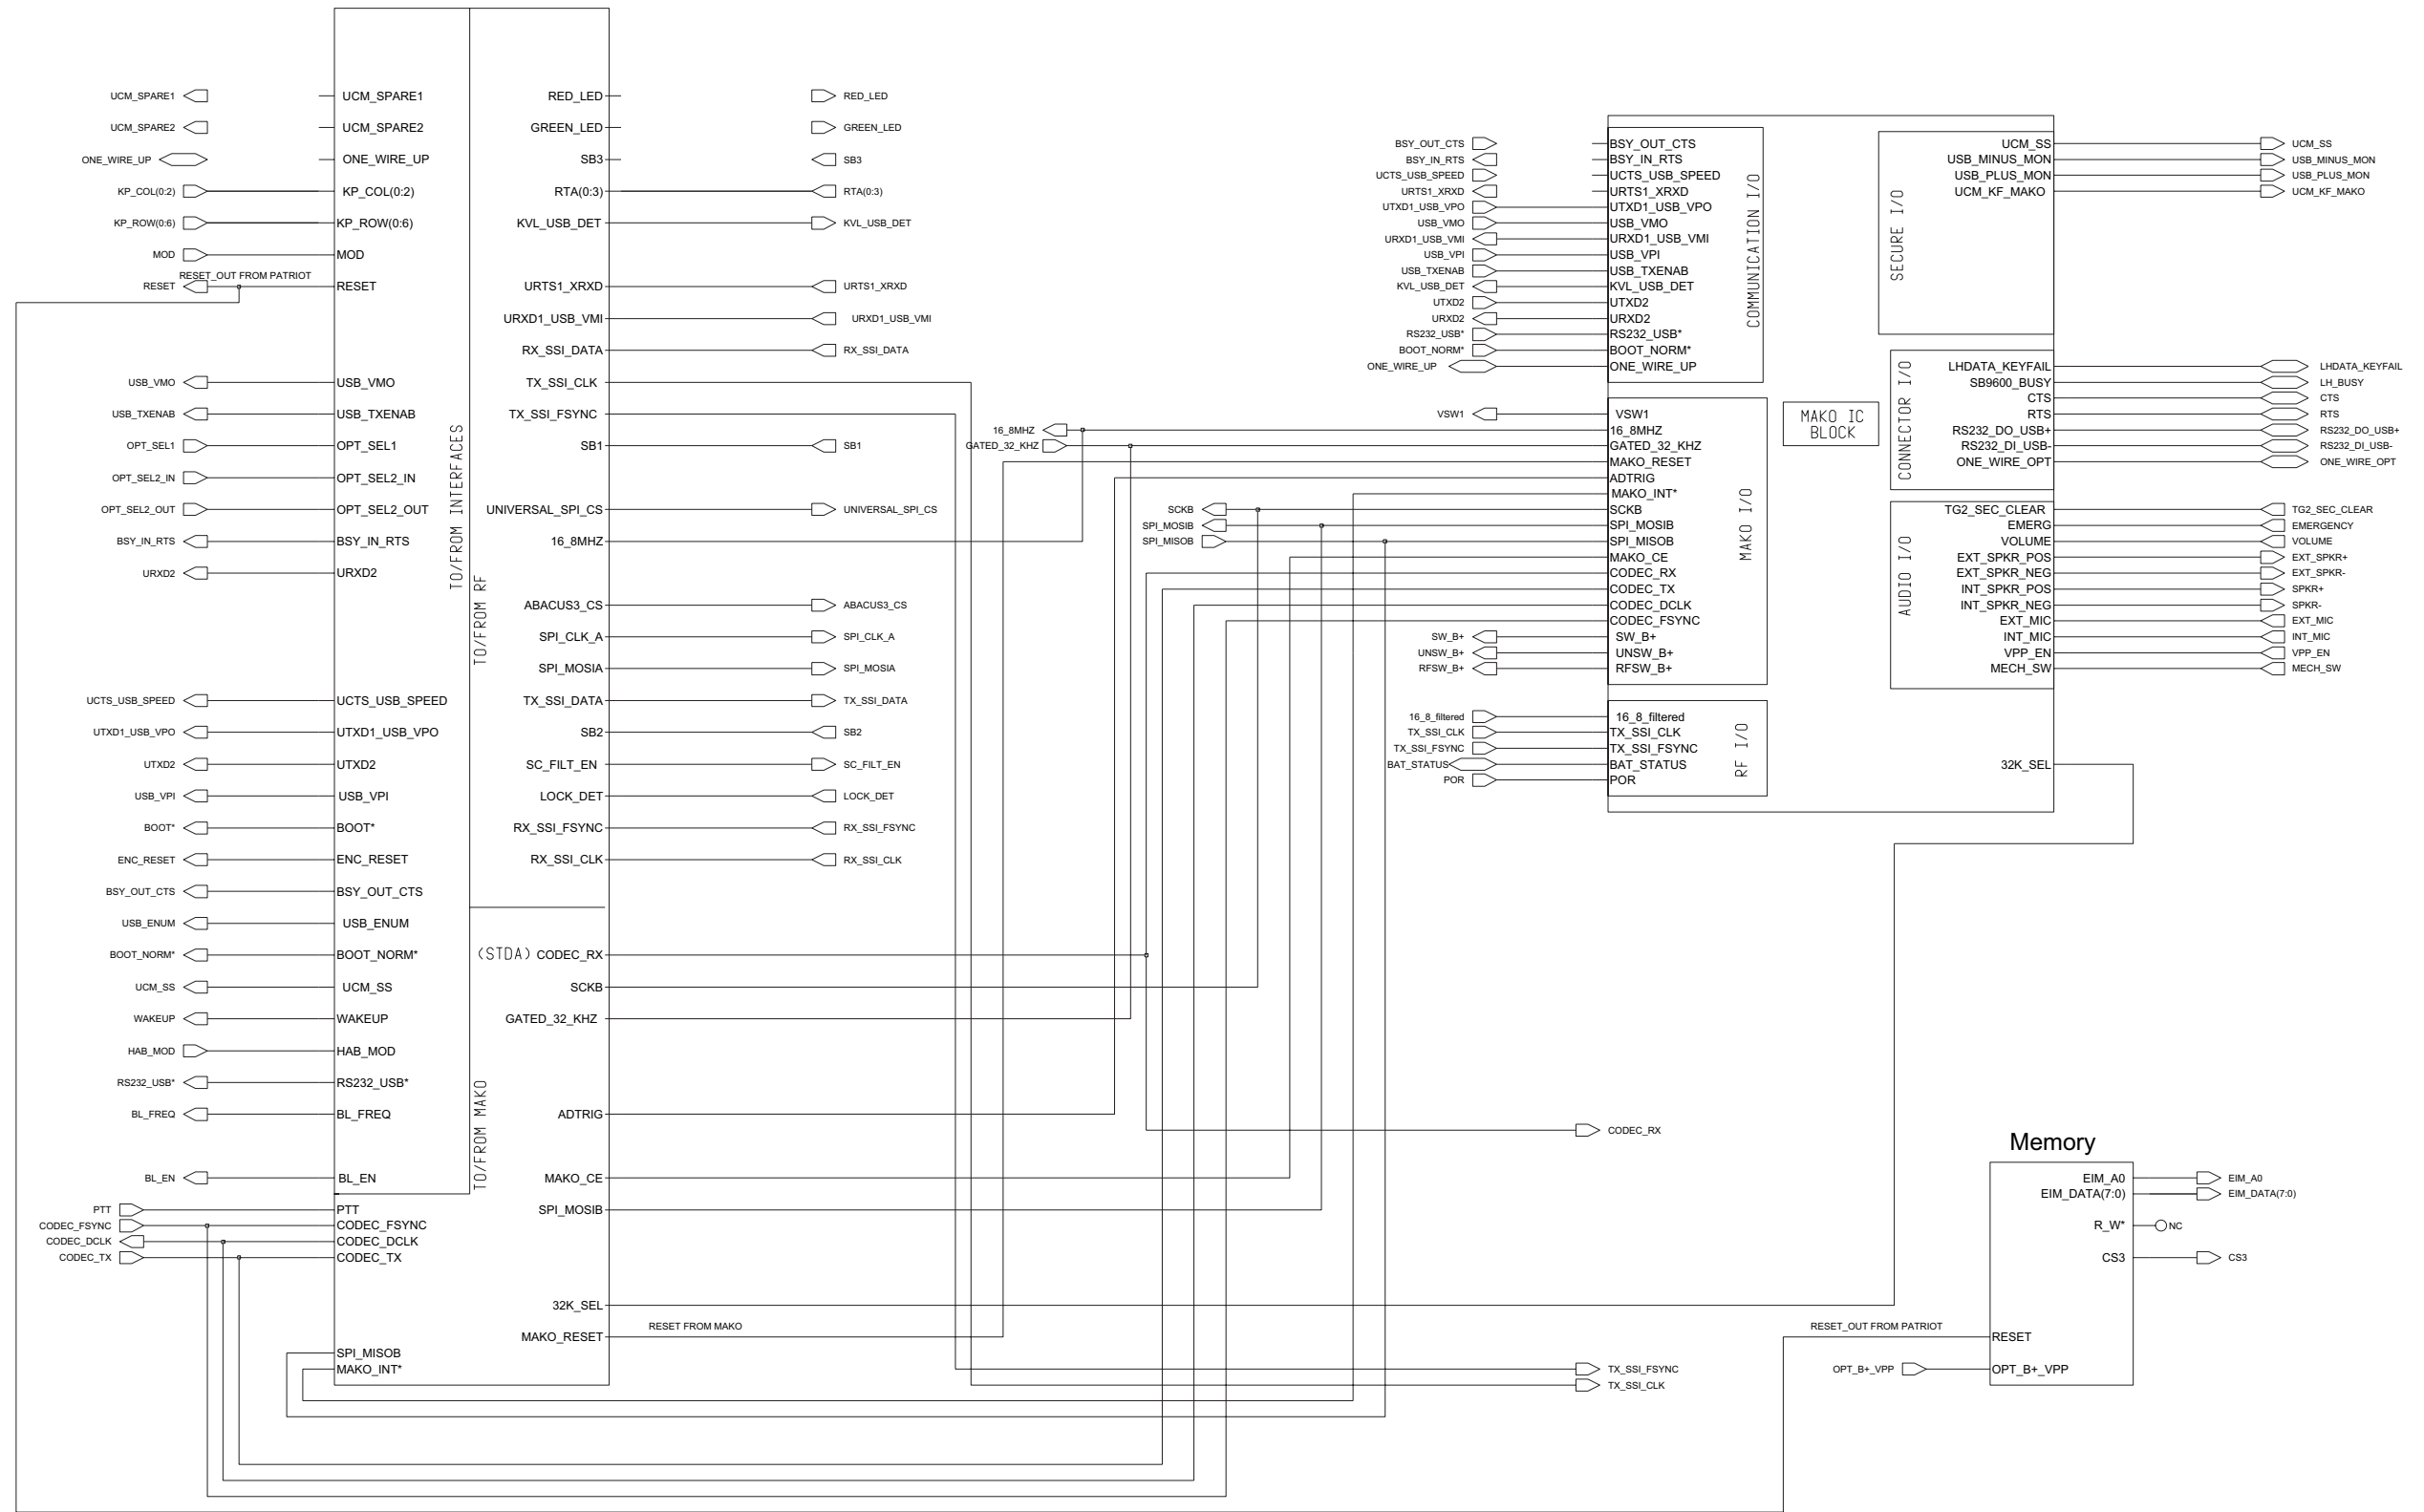 UCM_SPARE1
UCM_SPARE2
ONE_WIRE_UP
KP_COL(0:2)
KP_ROW(0:6)
MOD
RESET_OUT FROM PATRIOT
RESET
USB_VMO
USB_TXENAB
OPT_SEL1
OPT_SEL2_IN
OPT_SEL2_OUT
BSY_IN_RTS
URXD2
UCTS_USB_SPEED
UTXD1_USB_VPO
UTXD2
USB_VPI
BOOT*
ENC_RESET
BSY_OUT_CTS
USB_ENUM
BOOT_NORM*
UCM_SS
WAKEUP
HAB_MOD
RS232_USB*
BL_FREQ
BL_EN
PTT
CODEC_FSYNC
CODEC_DCLK
CODEC_TX
UCM_SPARE1
UCM_SPARE2
ONE_WIRE_UP
KP_COL(0:2)
KP_ROW(0:6)
MOD
RESET
USB_VMO
USB_TXENAB
OPT_SEL1
OPT_SEL2_IN
OPT_SEL2_OUT
BSY_IN_RTS
URXD2
UCTS_USB_SPEED
UTXD1_USB_VPO
UTXD2
USB_VPI
BOOT*
ENC_RESET
BSY_OUT_CTS
USB_ENUM
BOOT_NORM*
UCM_SS
WAKEUP
HAB_MOD
RS232_USB*
BL_FREQ
BL_EN
PTT
CODEC_FSYNC
CODEC_DCLK
CODEC_TX
SPI_MISOB
MAKO_INT*
TO/FROM INTERFACES
TO/FROM RF
TO/FROM MAKO
RED_LED
GREEN_LED
SB3
RTA(0:3)
KVL_USB_DET
URTS1_XRXD
URXD1_USB_VMI
RX_SSI_DATA
TX_SSI_CLK
TX_SSI_FSYNC
SB1
UNIVERSAL_SPI_CS
16_8MHZ
ABACUS3_CS
SPI_CLK_A
SPI_MOSIA
TX_SSI_DATA
SB2
SC_FILT_EN
LOCK_DET
RX_SSI_FSYNC
RX_SSI_CLK
(STDA) CODEC_RX
SCKB
GATED_32_KHZ
ADTRIG
MAKO_CE
SPI_MOSIB
32K_SEL
MAKO_RESET
RESET FROM MAKO
RED_LED
GREEN_LED
SB3
RTA(0:3)
KVL_USB_DET
URTS1_XRXD
URXD1_USB_VMI
RX_SSI_DATA
SB1
UNIVERSAL_SPI_CS
ABACUS3_CS
SPI_CLK_A
SPI_MOSIA
TX_SSI_DATA
SB2
SC_FILT_EN
LOCK_DET
RX_SSI_FSYNC
RX_SSI_CLK
16_8MHZ
GATED_32_KHZ
SCKB
SPI_MOSIB
SPI_MISOB
BSY_OUT_CTS
BSY_IN_RTS
UCTS_USB_SPEED
URTS1_XRXD
UTXD1_USB_VPO
USB_VMO
URXD1_USB_VMI
USB_VPI
USB_TXENAB
KVL_USB_DET
UTXD2
URXD2
RS232_USB*
BOOT_NORM*
ONE_WIRE_UP
VSW1
SW_B+
UNSW_B+
RFSW_B+
16_8_filtered
TX_SSI_CLK
TX_SSI_FSYNC
BAT_STATUS
POR
BSY_OUT_CTS
BSY_IN_RTS
UCTS_USB_SPEED
URTS1_XRXD
UTXD1_USB_VPO
USB_VMO
URXD1_USB_VMI
USB_VPI
USB_TXENAB
KVL_USB_DET
UTXD2
URXD2
RS232_USB*
BOOT_NORM*
ONE_WIRE_UP
COMMUNICATION I/O
VSW1
16_8MHZ
GATED_32_KHZ
MAKO_RESET
ADTRIG
MAKO_INT*
SCKB
SPI_MOSIB
SPI_MISOB
MAKO_CE
CODEC_RX
CODEC_TX
CODEC_DCLK
CODEC_FSYNC
SW_B+
UNSW_B+
RFSW_B+
MAKO I/O
16_8_filtered
TX_SSI_CLK
TX_SSI_FSYNC
BAT_STATUS
POR
RF I/O
MAKO IC
BLOCK
SECURE I/O
UCM_SS
USB_MINUS_MON
USB_PLUS_MON
UCM_KF_MAKO
CONNECTOR I/O
LHDATA_KEYFAIL
SB9600_BUSY
CTS
RTS
RS232_DO_USB+
RS232_DI_USB-
ONE_WIRE_OPT
AUDIO I/O
TG2_SEC_CLEAR
EMERG
VOLUME
EXT_SPKR_POS
EXT_SPKR_NEG
INT_SPKR_POS
INT_SPKR_NEG
EXT_MIC
INT_MIC
VPP_EN
MECH_SW
32K_SEL
UCM_SS
USB_MINUS_MON
USB_PLUS_MON
UCM_KF_MAKO
LHDATA_KEYFAIL
LH_BUSY
CTS
RTS
RS232_DO_USB+
RS232_DI_USB-
ONE_WIRE_OPT
TG2_SEC_CLEAR
EMERGENCY
VOLUME
EXT_SPKR+
EXT_SPKR-
SPKR+
SPKR-
EXT_MIC
INT_MIC
VPP_EN
MECH_SW
CODEC_RX
TX_SSI_FSYNC
TX_SSI_CLK
Memory
EIM_A0
EIM_DATA(7:0)
R_W*
CS3
RESET
OPT_B+_VPP
EIM_A0
EIM_DATA(7:0)
NC
CS3
RESET_OUT FROM PATRIOT
OPT_B+_VPP